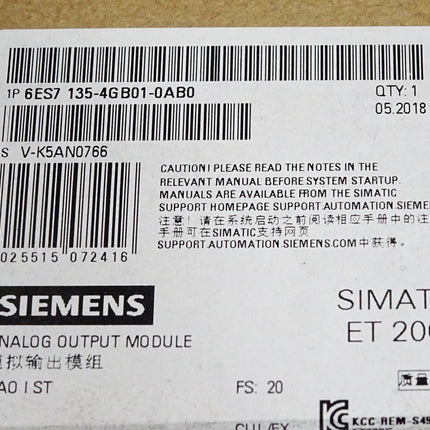 1P 6ES7 135-4GB01-0AB0
QTY: 1
05.2018
S V-K5AN0766
CAUTION! PLEASE READ THE NOTES IN THE
RELEVANT MANUAL BEFORE SYSTEM STARTUP.
MANUALS ARE AVAILABLE FROM THE SIMATIC
SUPPORT HOMEPAGE SUPPORT.AUTOMATION.SIEME
注意!请在系统启动之前阅读相应手册中的注
手册可在SIMATIC支持网页
SUPPORT.AUTOMATION.SIEMENS.COM中获得。
025515 072416
SIEMENS
SIMAT
ET 200
NALOG OUTPUT MODULE
模拟输出模组
AO I ST
FS: 20
质量
KCC-REM-S49